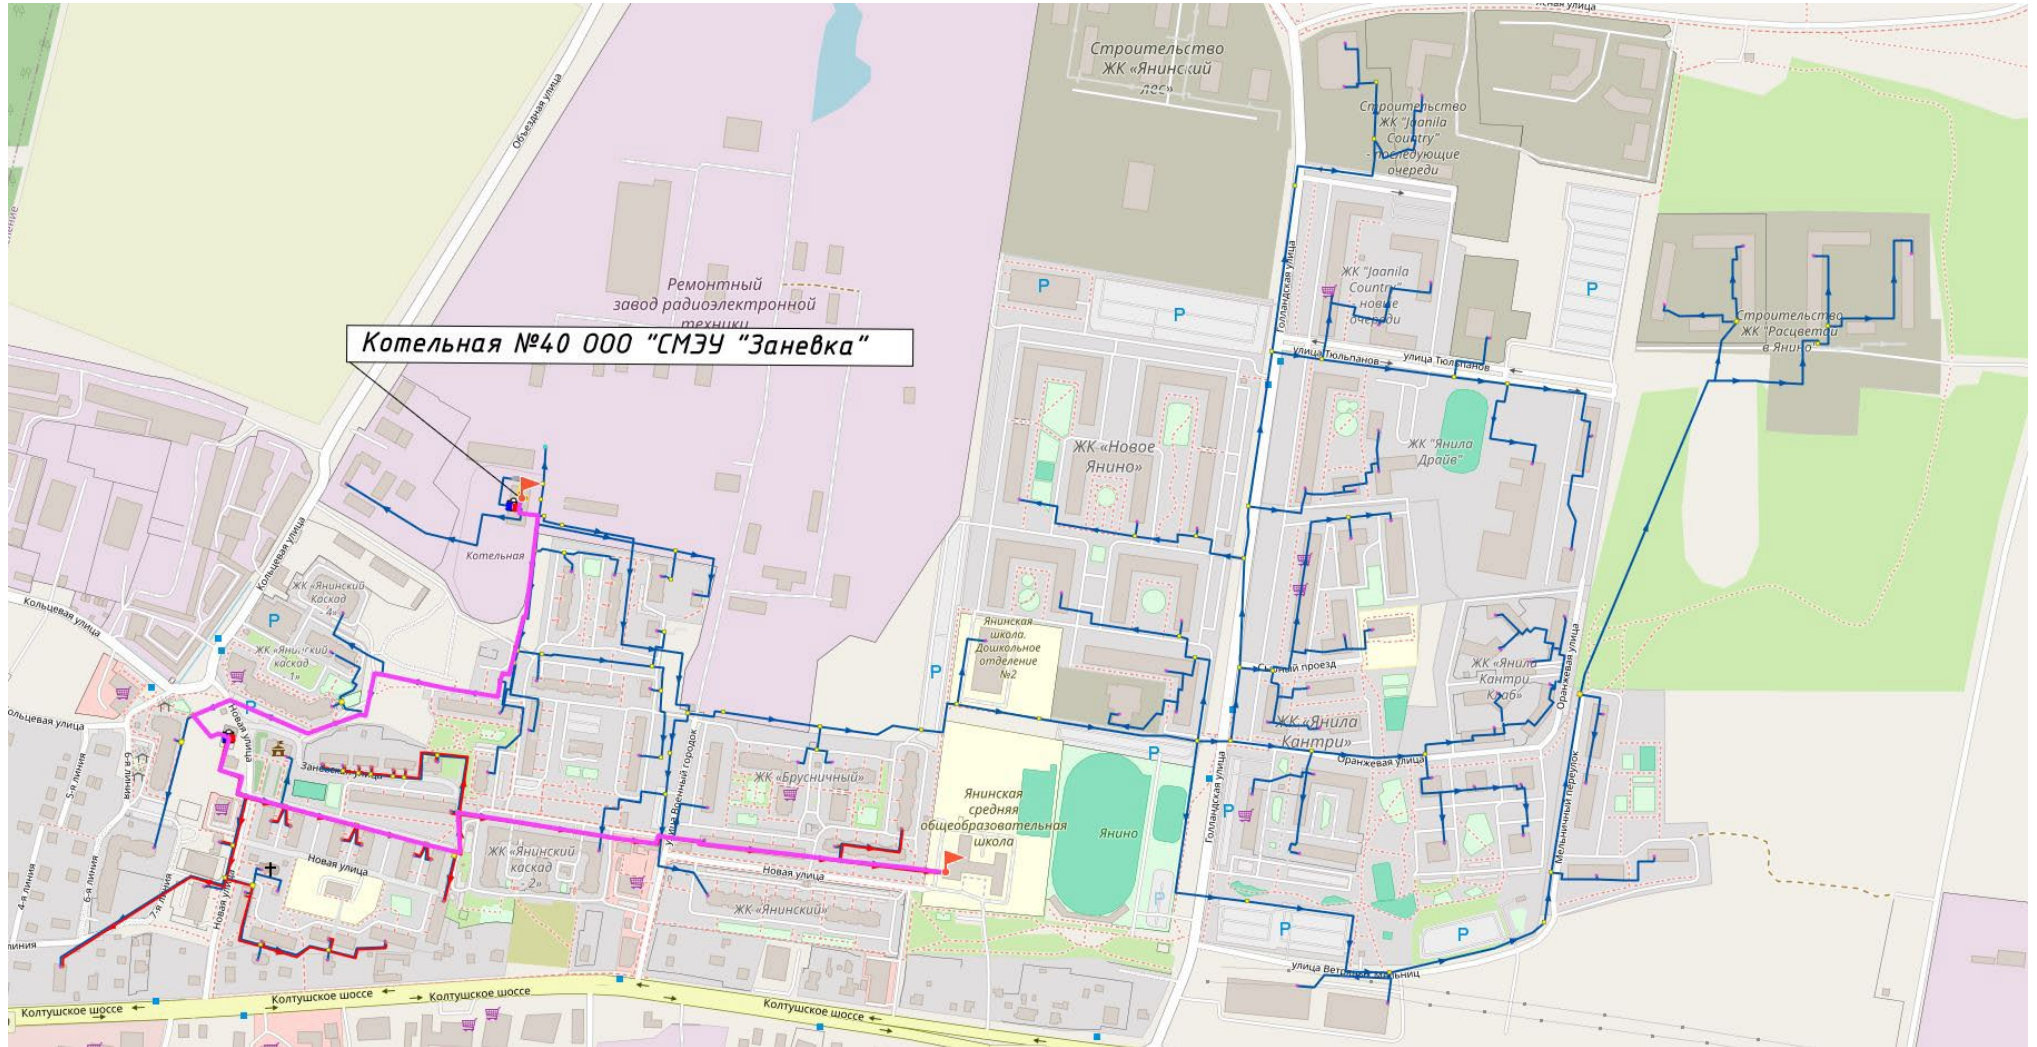 Ясная улица
Строительство
ЖК «Янинский
лес»
Объездная улица
Строительство
ЖК "Jaanila
Country"
- последующие
очереди
Голландская улица
Ремонтный
завод радиоэлектронной
техники
ЖК "Jaanila
Country"
- новые
очереди
P
P
P
Строительство
ЖК "Расцветай
в Янино"
Котельная №40 ООО "СМЭУ "Заневка"
улица Тюльпанов
улица Тюльпанов
ЖК «Новое
Янино»
ЖК "Янила
Драйв"
Кольцевая улица
Котельная
ЖК «Янинский
Каскад
- 4»
Кольцевая улица
P
ЖК «Янинский
каскад
1»
Янинская
школа.
Дошкольное
отделение
№2
P
Сырный проезд
ЖК «Янила
Кантри
Клаб»
Оранжевая улица
P
Новая улица
ЖК «Янила
Кантри»
Оранжевая улица
Заневская улица
6-я линия
5-я линия
улица Военный городок
ЖК «Брусничный»
P
Голландская улица
P
Мельничный переулок
Янинская
средняя
общеобразовательная
школа
Янино
Новая улица
ЖК «Янинский
каскад
2»
Новая улица
4-я линия
6-я линия
7-я линия
Новая улица
ЖК «Янинский»
P
P
P
линия
улица Ветряных Мельниц
Колтушское шоссе
Колтушское шоссе
Колтушское шоссе
Колтушское шоссе